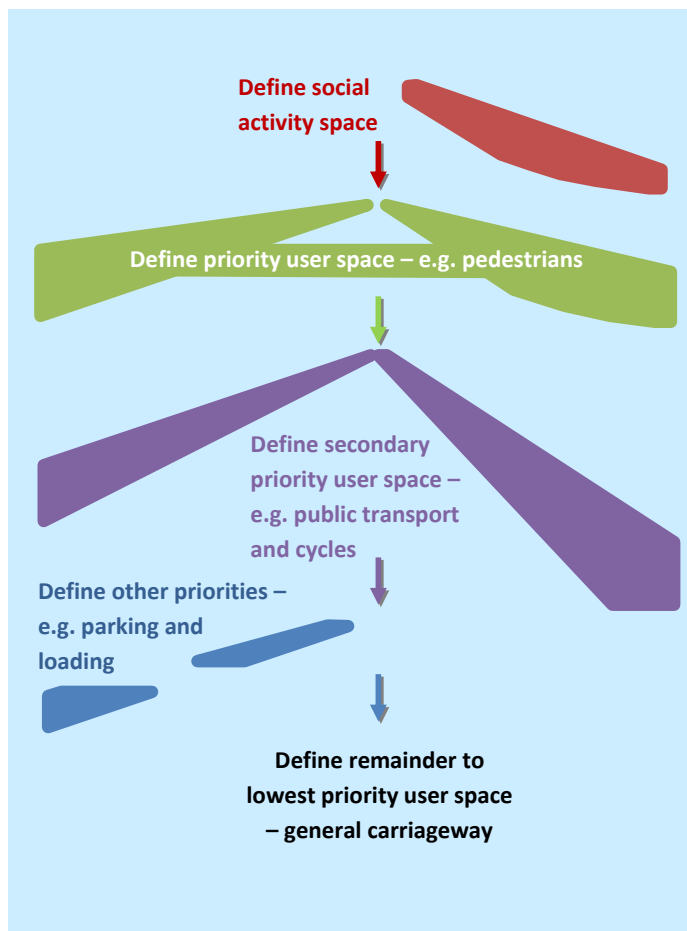 Define social
activity space
Define priority user space – e.g. pedestrians
Define secondary
priority user space –
e.g. public transport
and cycles
Define other priorities –
e.g. parking and
loading
Define remainder to
lowest priority user space
– general carriageway